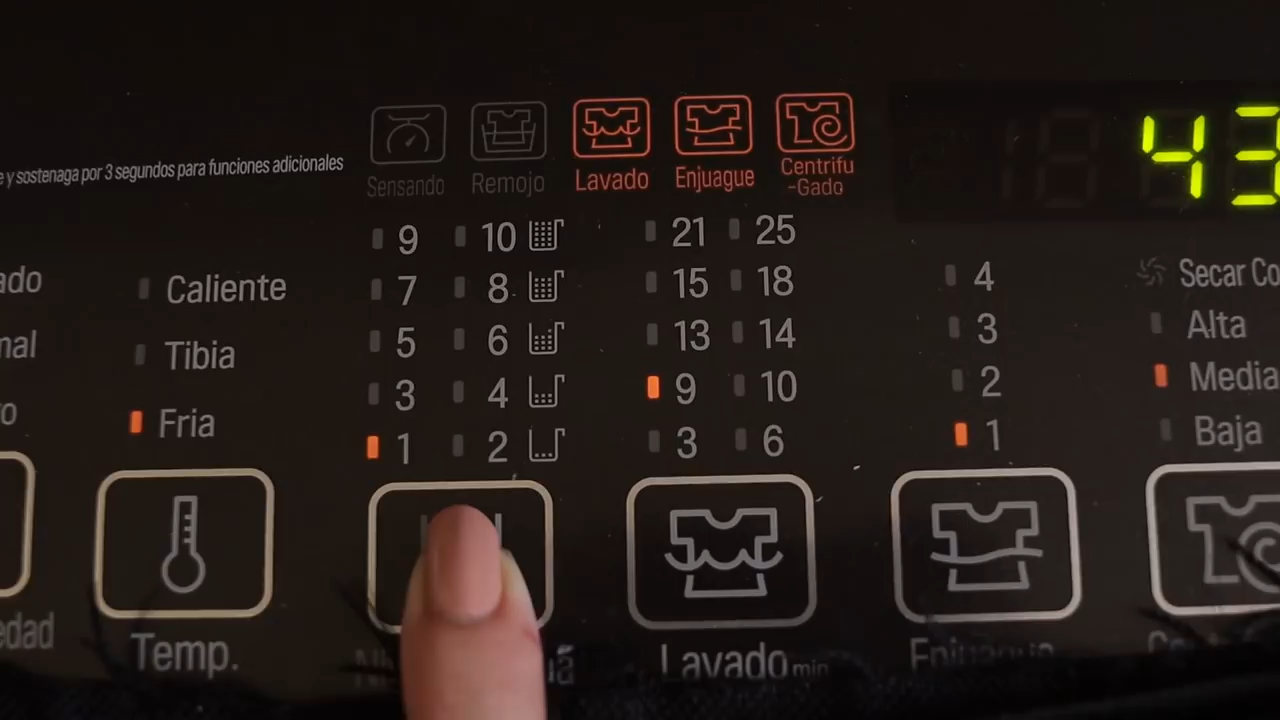 y sostenaga por 3 segundos para funciones adicionales
Sensando Remojo Lavado Enjuague Centrifu
-Gado
43
9 10 21 25
Caliente 7 8 15 18 4 Secar Co
Tibia 5 6 13 14 3 Alta
Fria 3 4 9 10 2 Media
1 2 3 6 1 Baja
Temp. Lavado min Enjuague